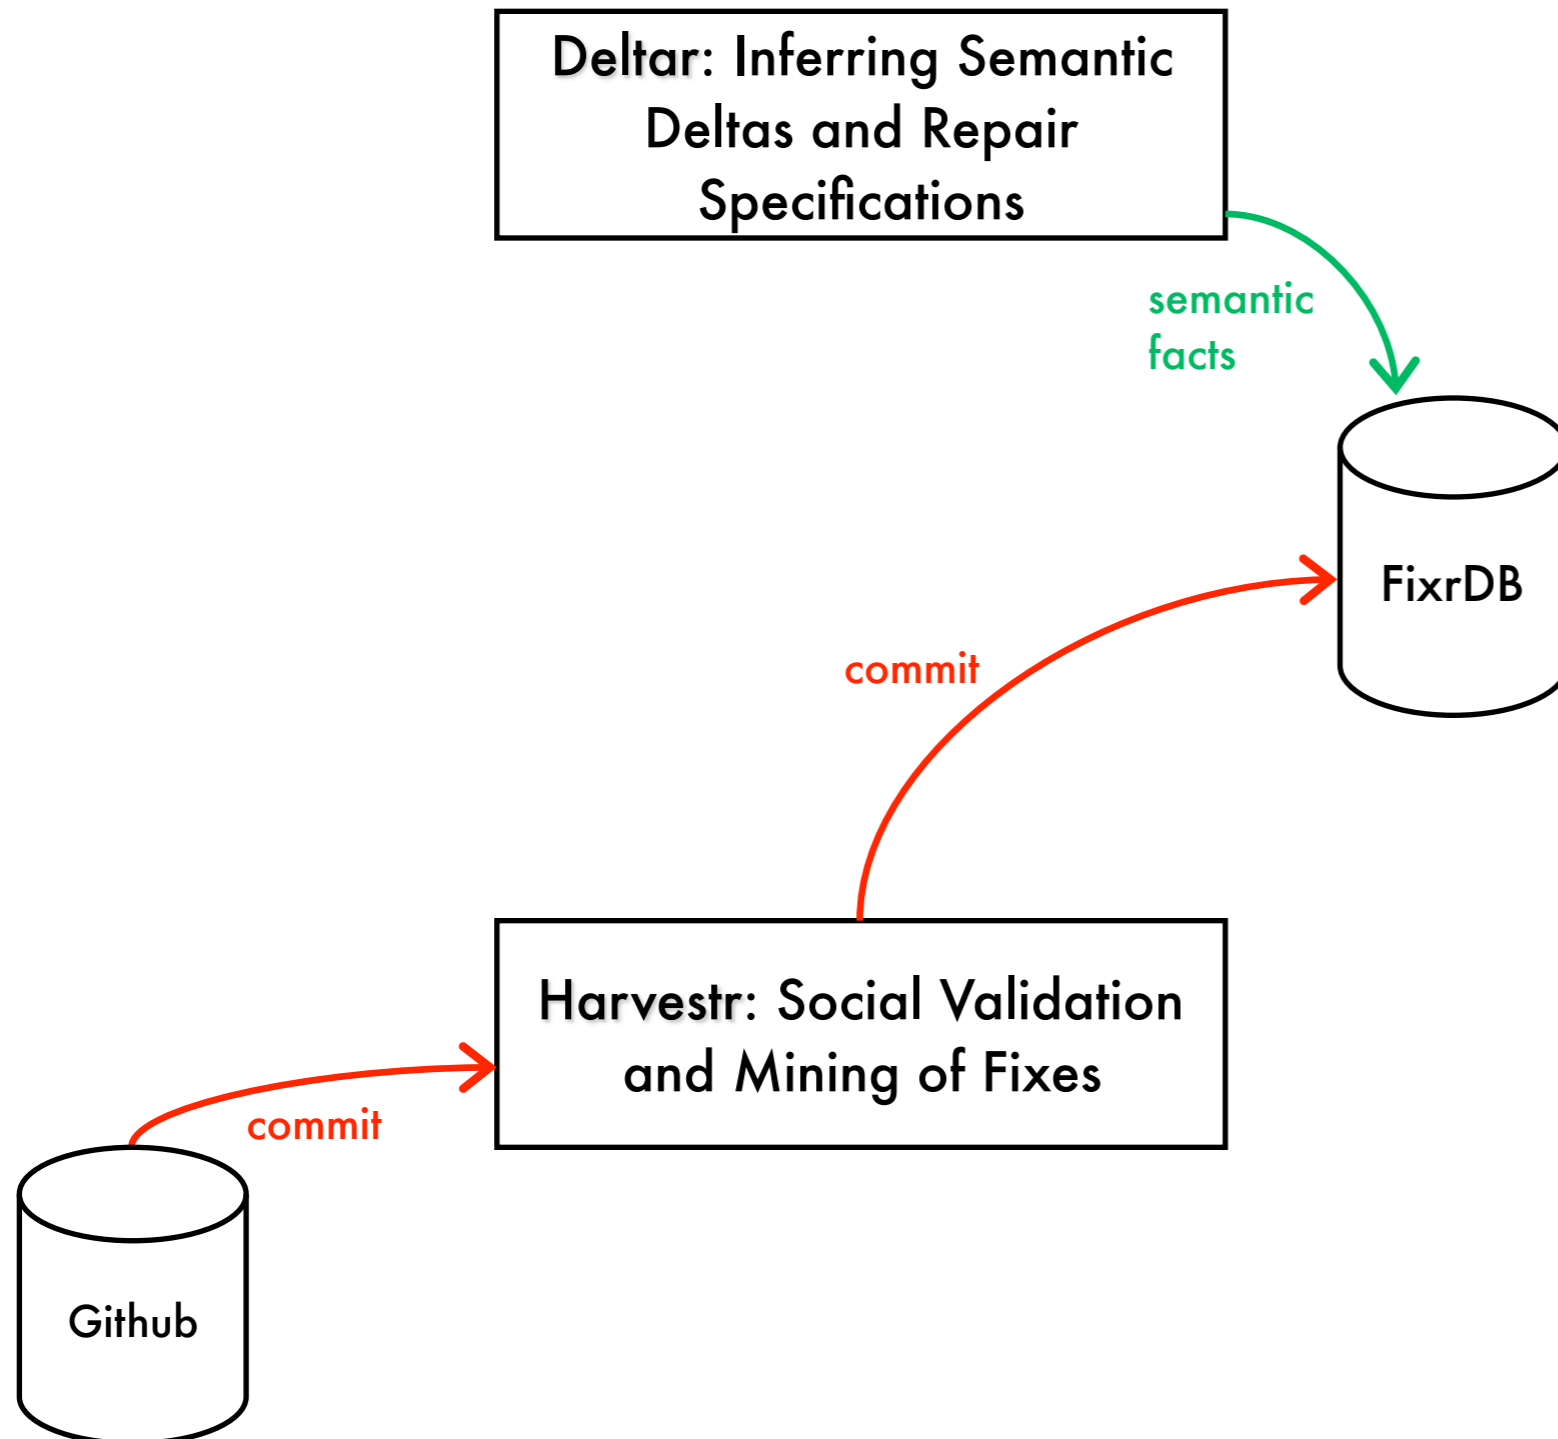 Deltar: Inferring Semantic
Deltas and Repair
Specifications
semantic
facts
FixrDB
commit
Harvestr: Social Validation
and Mining of Fixes
commit
Github